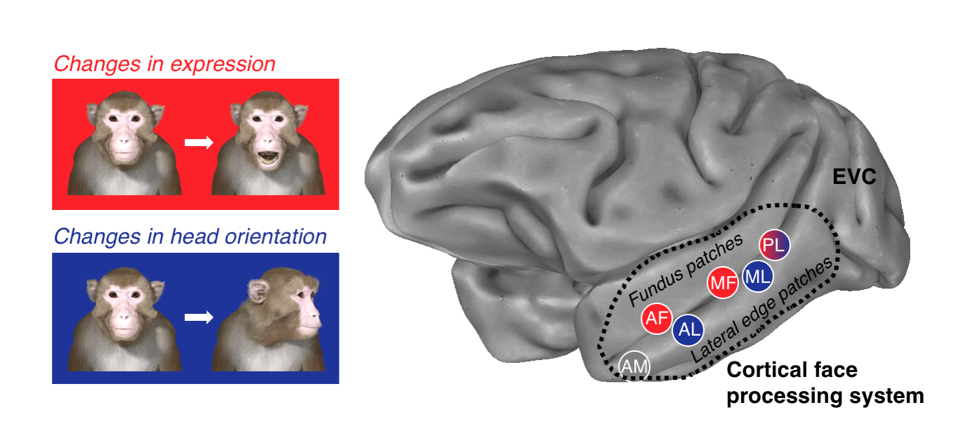 Changes in expression
Changes in head orientation
EVC
Fundus patches
PL
MF
ML
AF
AL
Lateral edge patches
AM
Cortical face
processing system